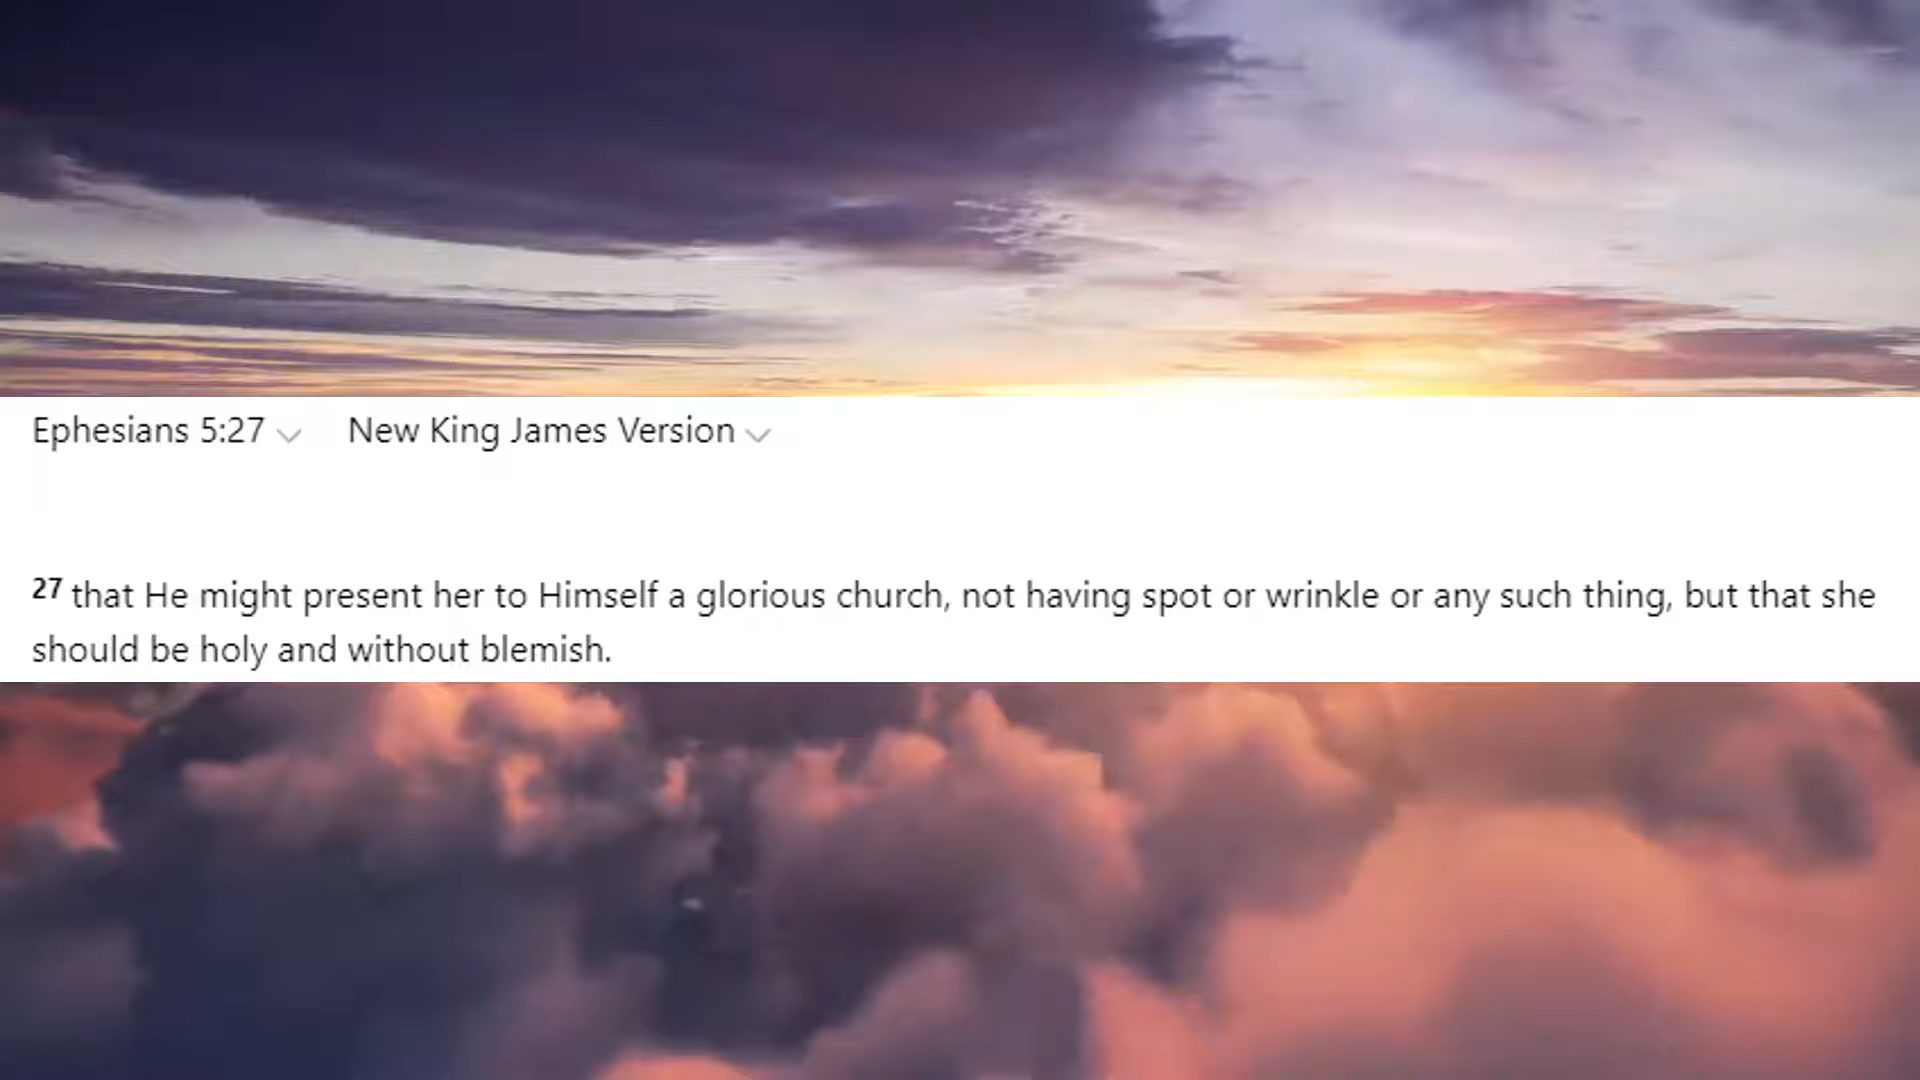 Ephesians 5:27 New King James Version
27 that He might present her to Himself a glorious church, not having spot or wrinkle or any such thing, but that she
should be holy and without blemish.